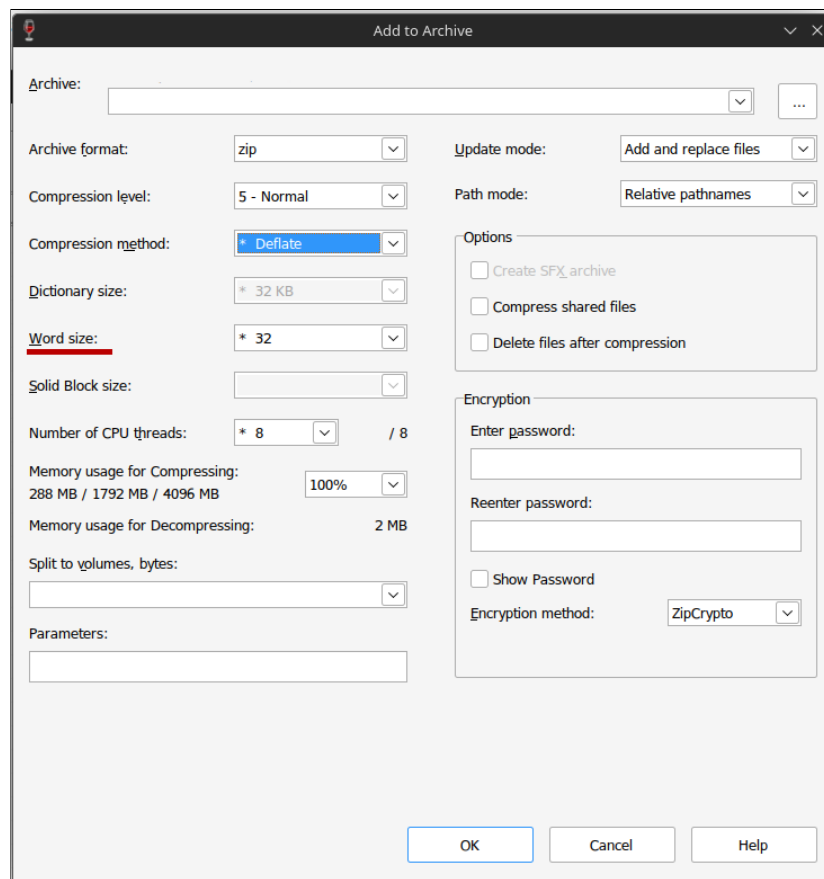 Add to Archive
Archive:
...
Archive format:
zip
Compression level:
5 - Normal
Compression method:
* Deflate
Dictionary size:
* 32 KB
Word size:
* 32
Solid Block size:
Number of CPU threads:
* 8
/ 8
Memory usage for Compressing:
288 MB / 1792 MB / 4096 MB
100%
Memory usage for Decompressing:
2 MB
Split to volumes, bytes:
Parameters:
Update mode:
Add and replace files
Path mode:
Relative pathnames
Options
Create SFX archive
Compress shared files
Delete files after compression
Encryption
Enter password:
Reenter password:
Show Password
Encryption method:
ZipCrypto
OK
Cancel
Help